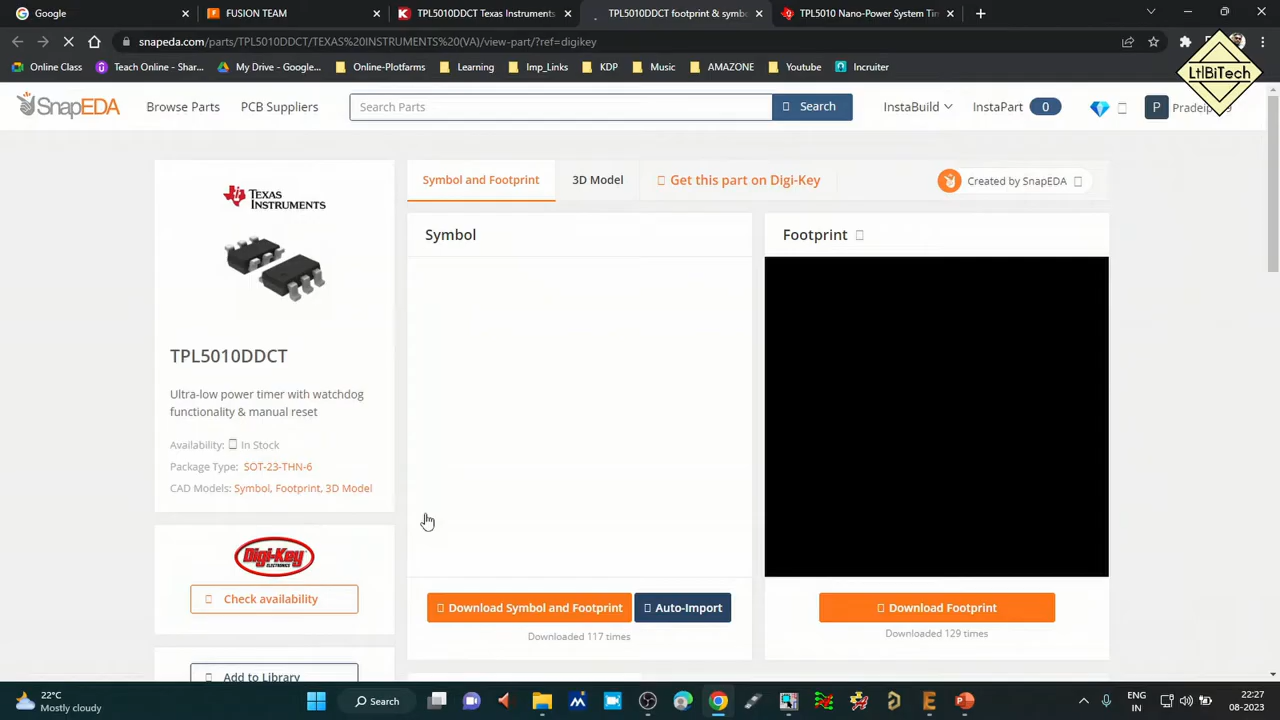 Google
FUSION TEAM
TPL5010DDCT Texas Instruments
TPL5010DDCT footprint & symbo
TPL5010 Nano-Power System Tim
snapeda.com/parts/TPL5010DDCT/TEXAS%20INSTRUMENTS%20(VA)/view-part/?ref=digikey
Online Class
Teach Online - Shar...
My Drive - Google...
Online-Platforms
Learning
Imp_Links
KDP
Music
AMAZONE
Youtube
Incruiter
LtlBiTech
SnapEDA
Browse Parts
PCB Suppliers
Search Parts
Search
InstaBuild
InstaPart
0
P
TEXAS
INSTRUMENTS
TPL5010DDCT
Ultra-low power timer with watchdog
functionality & manual reset
Availability: In Stock
Package Type: SOT-23-THN-6
CAD Models: Symbol, Footprint, 3D Model
Digi-Key
ELECTRONICS
Check availability
Add to Library
Symbol and Footprint
3D Model
Get this part on Digi-Key
Created by SnapEDA
Symbol
Footprint
Download Symbol and Footprint
Auto-Import
Downloaded 117 times
Download Footprint
Downloaded 129 times
22°C
Mostly cloudy
Search
ENG
IN
22:27
08-2023